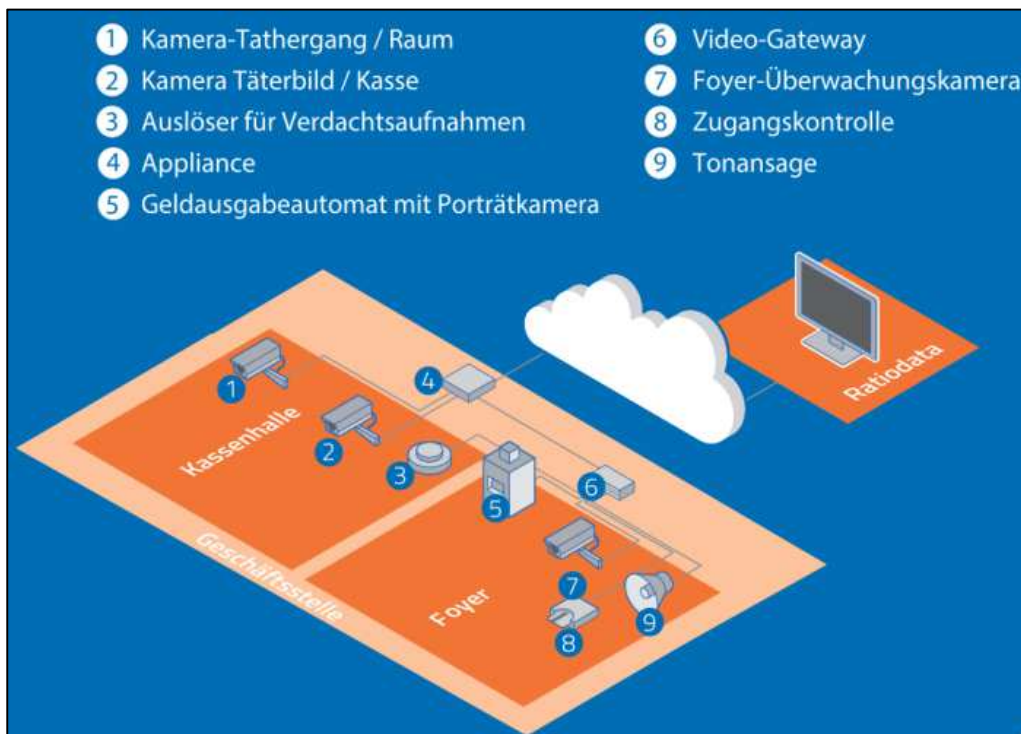 1 Kamera-Tathergang / Raum
2 Kamera Täterbild / Kasse
3 Auslöser für Verdachtsaufnahmen
4 Appliance
5 Geldausgabeautomat mit Porträtkamera
6 Video-Gateway
7 Foyer-Überwachungskamera
8 Zugangskontrolle
9 Tonansage
Ratiodata
1
Kassenhalle
2
3
4
5
6
Geschäftsstelle
Foyer
7
8
9